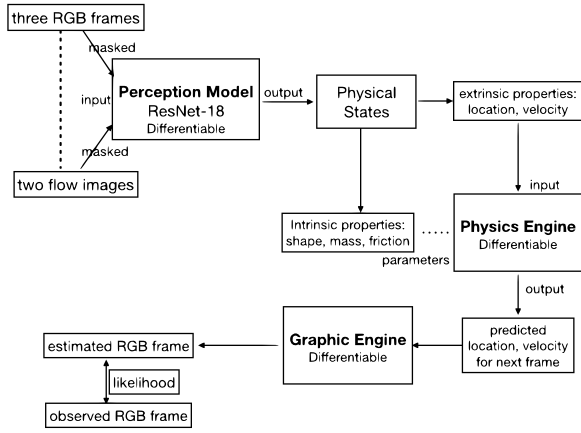 three RGB frames
masked
input
masked
two flow images
Perception Model
ResNet-18
Differentiable
output
Physical
States
extrinsic properties:
location, velocity
input
Intrinsic properties:
shape, mass, friction
parameters
Physics Engine
Differentiable
output
predicted
location, velocity
for next frame
Graphic Engine
Differentiable
estimated RGB frame
likelihood
observed RGB frame